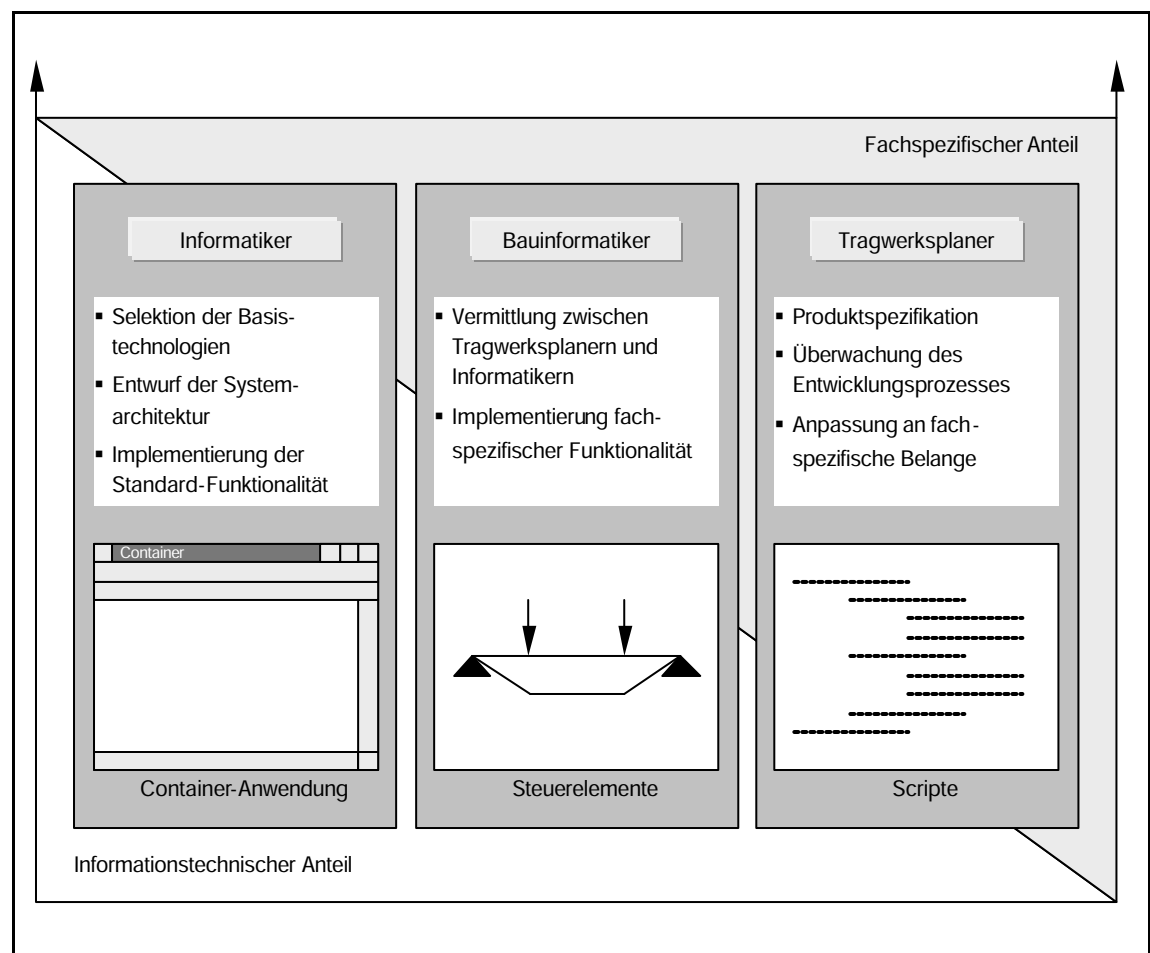 Fachspezifischer Anteil
Informatiker
▪ Selektion der Basis-
technologien
▪ Entwurf der System-
architektur
▪ Implementierung der
Standard-Funktionalität
Container
Container-Anwendung
Bauinformatiker
▪ Vermittlung zwischen
Tragwerksplanern und
Informatikern
▪ Implementierung fach-
spezifischer Funktionalität
Steuerelemente
Tragwerksplaner
▪ Produktspezifikation
▪ Überwachung des
Entwicklungsprozesses
▪ Anpassung an fach-
spezifische Belange
Scripte
Informationstechnischer Anteil